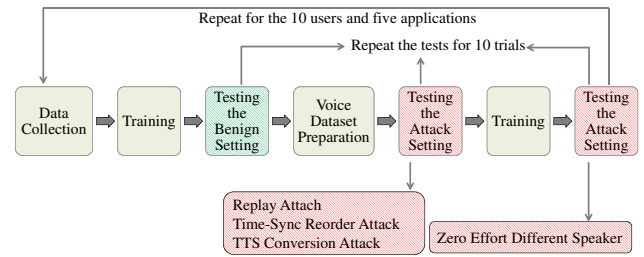 Repeat for the 10 users and five applications
Repeat the tests for 10 trials
Data
Collection
Training
Testing
the
Benign
Setting
Voice
Dataset
Preparation
Testing
the
Attack
Setting
Training
Testing
the
Attack
Setting
Replay Attach
Time-Sync Reorder Attack
TTS Conversion Attack
Zero Effort Different Speaker